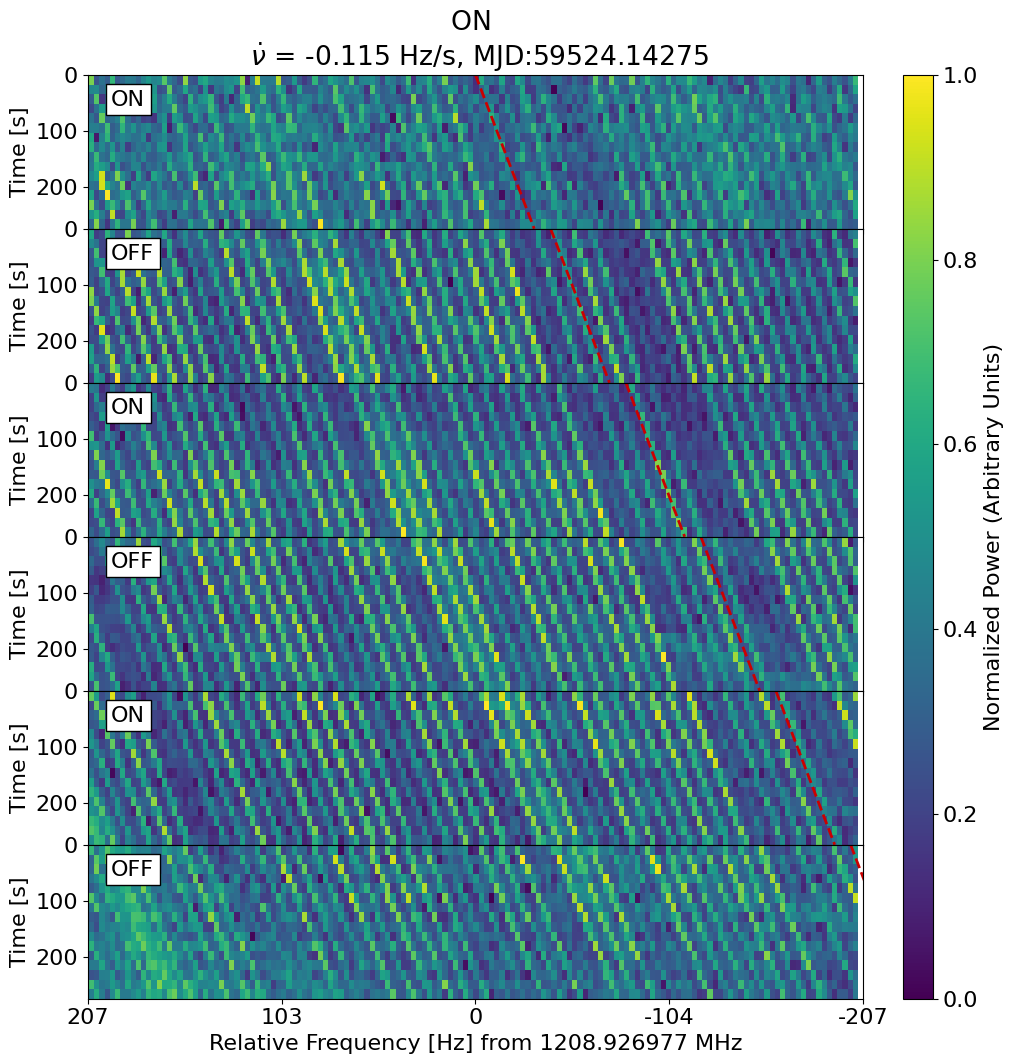 ON
ν̇ = -0.115 Hz/s, MJD:59524.14275
0
100
200
Time [s]
ON
0
100
200
Time [s]
OFF
0
100
200
Time [s]
ON
0
100
200
Time [s]
OFF
0
100
200
Time [s]
ON
0
100
200
Time [s]
OFF
207
103
0
-104
-207
Relative Frequency [Hz] from 1208.926977 MHz
1.0
0.8
0.6
0.4
0.2
0.0
Normalized Power (Arbitrary Units)